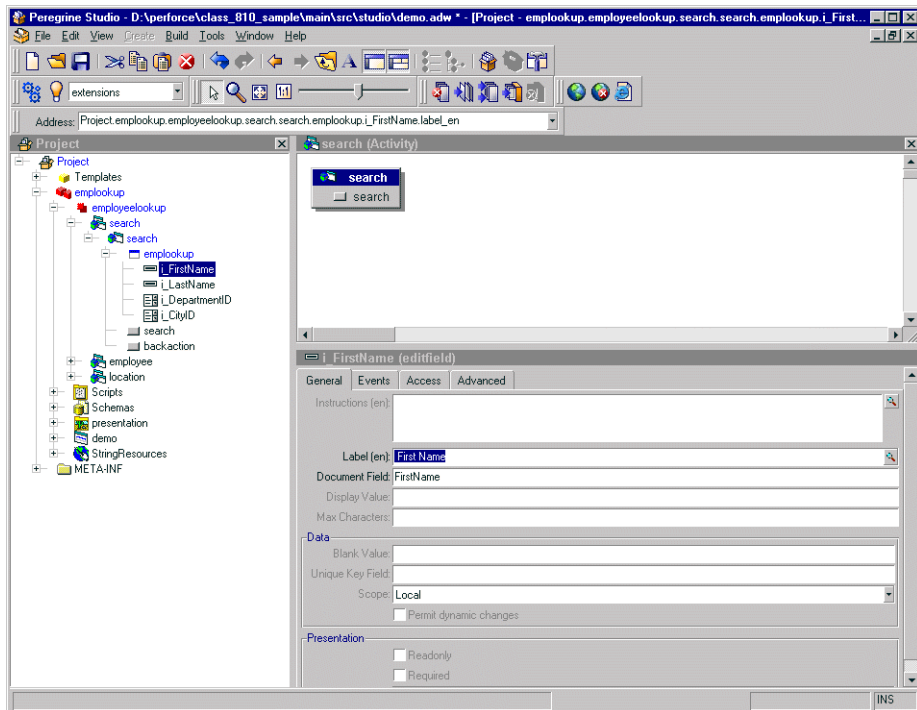 Peregrine Studio - D:\perforce\class_810_sample\main\src\studio\demo.adw * - [Project - emplookup.employeelookup.search.search.emplookup.i_First...
File Edit View Create Build Tools Window Help
A
extensions 1:1
Address: Project.emplookup.employeelookup.search.search.emplookup.i_FirstName.label_en
Project
Project
Templates
emplookup
employeelookup
search
search
emplookup
i_FirstName
i_LastName
i_DepartmentID
i_CityID
search
backaction
employee
location
Scripts
Schemas
presentation
demo
StringResources
META-INF
search (Activity)
search
search
i_FirstName (editfield)
General Events Access Advanced
Instructions (en):
Label (en): First Name
Document Field: FirstName
Display Value:
Max Characters:
Data
Blank Value:
Unique Key Field:
Scope: Local
Permit dynamic changes
Presentation
Readonly
Required
INS